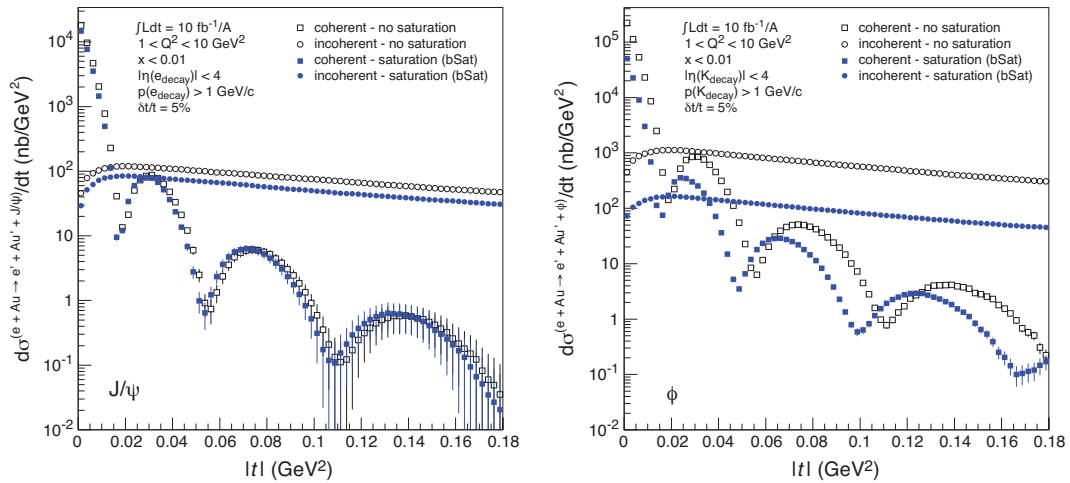 ∫Ldt = 10 fb⁻¹/A
1 < Q² < 10 GeV²
x < 0.01
|η(e_decay)| < 4
p(e_decay) > 1 GeV/c
δt/t = 5%
coherent - no saturation
incoherent - no saturation
coherent - saturation (bSat)
incoherent - saturation (bSat)
dσ^(e + Au → e' + Au' + J/ψ)/dt (nb/GeV²)
10⁴
10³
10²
10
1
10⁻¹
10⁻²
J/ψ
0 0.02 0.04 0.06 0.08 0.1 0.12 0.14 0.16 0.18
|t| (GeV²)
∫Ldt = 10 fb⁻¹/A
1 < Q² < 10 GeV²
x < 0.01
|η(K_decay)| < 4
p(K_decay) > 1 GeV/c
δt/t = 5%
coherent - no saturation
incoherent - no saturation
coherent - saturation (bSat)
incoherent - saturation (bSat)
dσ^(e + Au → e' + Au' + ϕ)/dt (nb/GeV²)
10⁵
10⁴
10³
10²
10
1
10⁻¹
10⁻²
ϕ
0 0.02 0.04 0.06 0.08 0.1 0.12 0.14 0.16 0.18
|t| (GeV²)